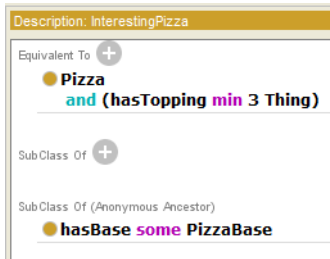 Description: InterestingPizza
Equivalent To
Pizza
and (hasTopping min 3 Thing)
SubClass Of
SubClass Of (Anonymous Ancestor)
hasBase some PizzaBase